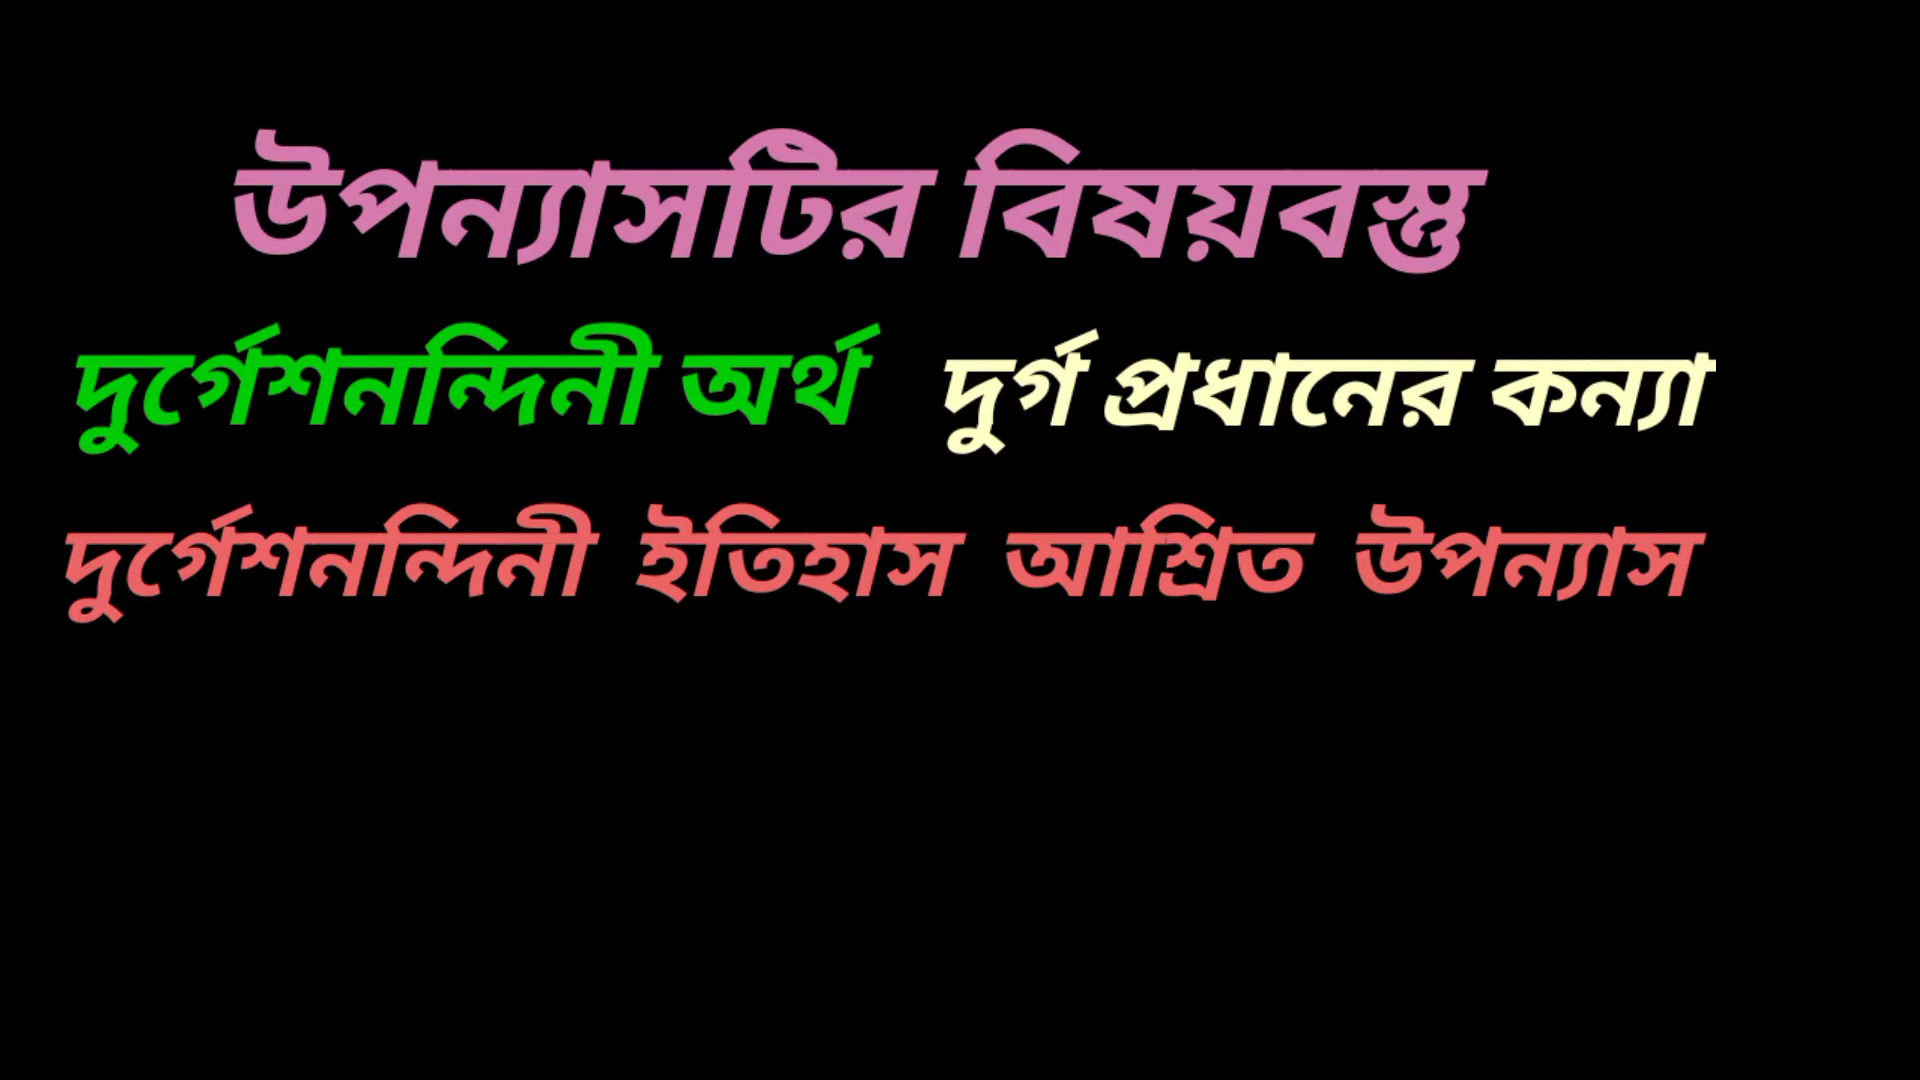 উপন্যাসটির বিষয়বস্তু
দুর্গেশনন্দিনী অর্থ দুর্গ প্রধানের কন্যা
দুর্গেশনন্দিনী ইতিহাস আশ্রিত উপন্যাস